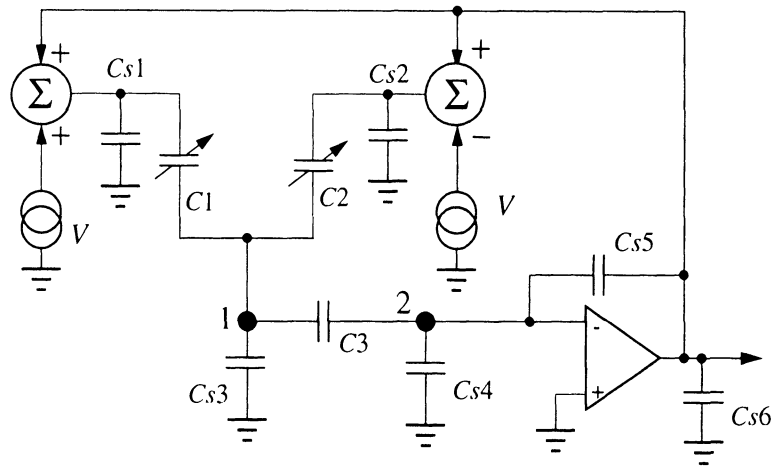 +
+
Cs1
Cs2
Σ
Σ
+
−
C1
C2
V
V
Cs5
1
2
C3
-
Cs3
Cs4
+
Cs6